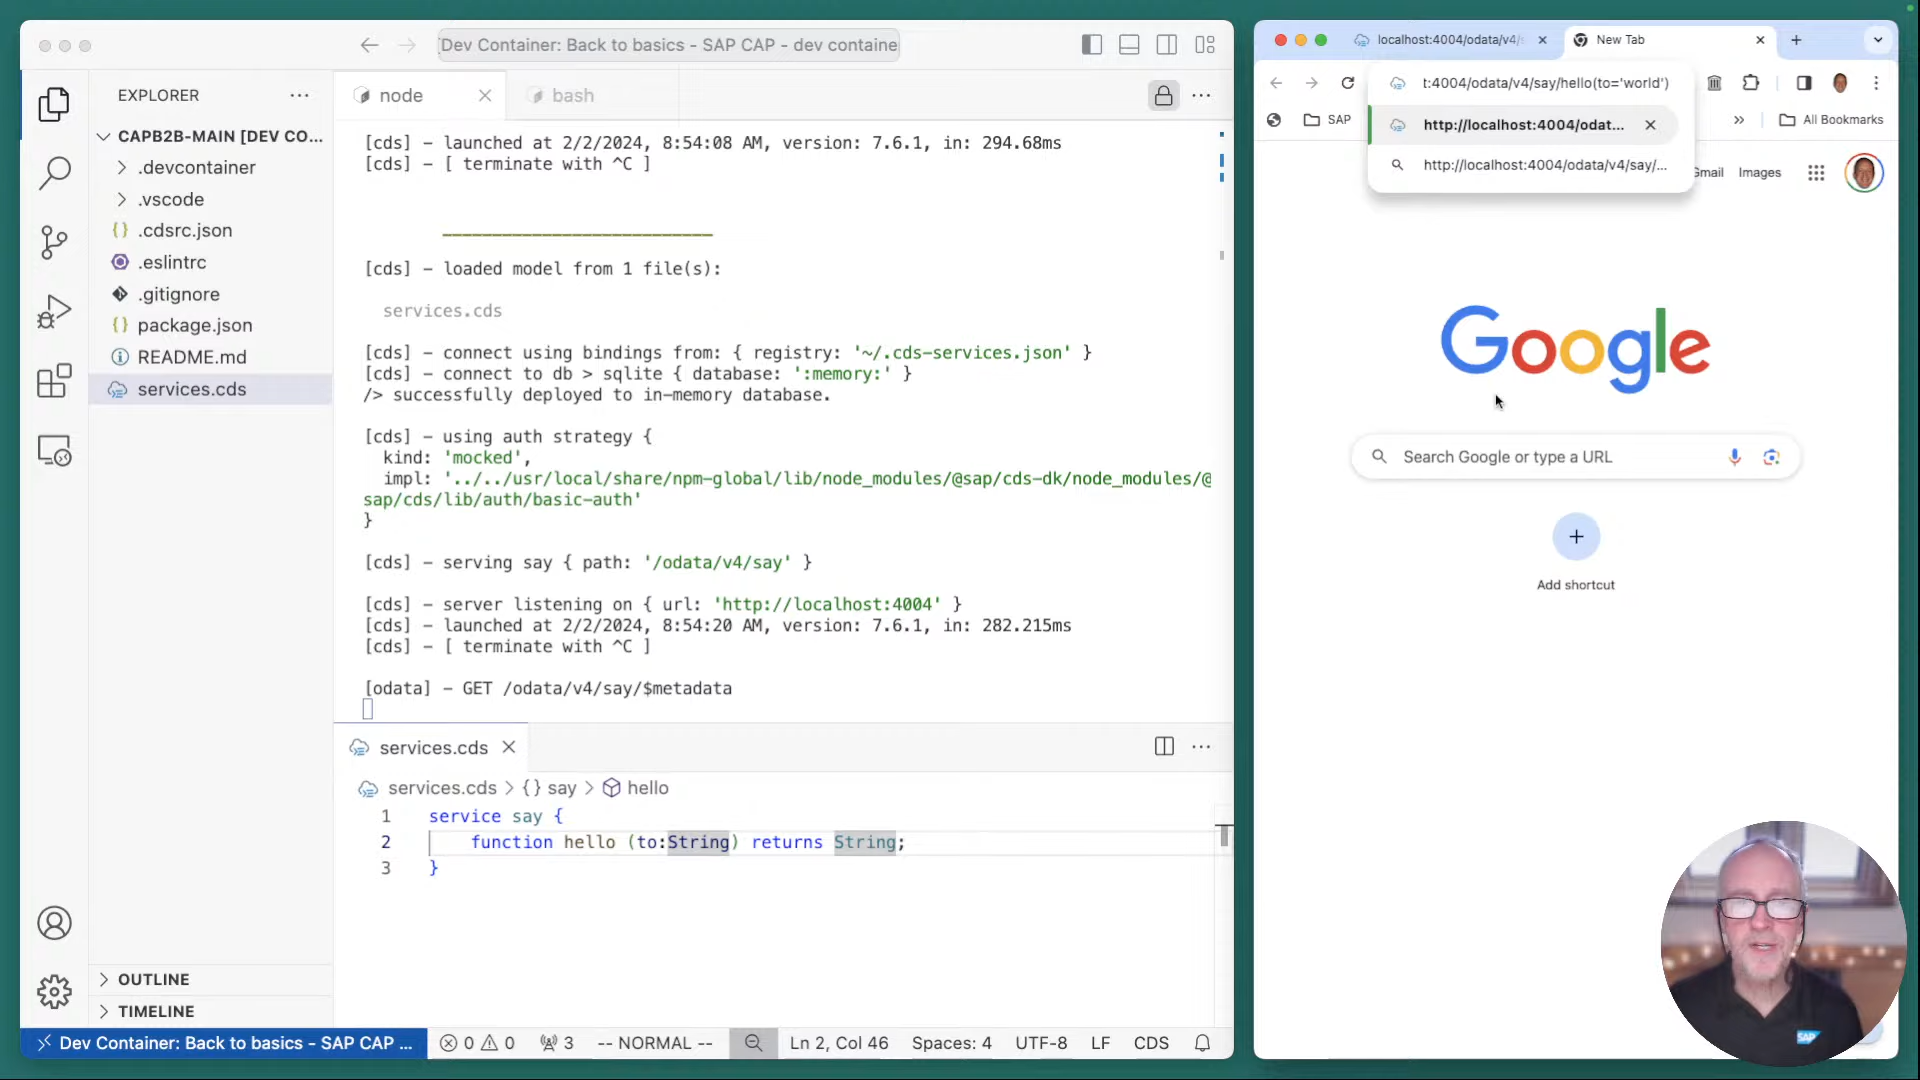 Dev Container: Back to basics - SAP CAP - dev containe
EXPLORER
CAPB2B-MAIN [DEV CO...
.devcontainer
.vscode
.cdsrc.json
.eslintrc
.gitignore
package.json
README.md
services.cds
OUTLINE
TIMELINE
node
bash
[cds] - launched at 2/2/2024, 8:54:08 AM, version: 7.6.1, in: 294.68ms
[cds] - [ terminate with ^C ]
___________________________
[cds] - loaded model from 1 file(s):
services.cds
[cds] - connect using bindings from: { registry: '~/.cds-services.json' }
[cds] - connect to db > sqlite { database: ':memory:' }
/> successfully deployed to in-memory database.
[cds] - using auth strategy {
kind: 'mocked',
impl: '../../usr/local/share/npm-global/lib/node_modules/@sap/cds-dk/node_modules/@
sap/cds/lib/auth/basic-auth'
}
[cds] - serving say { path: '/odata/v4/say' }
[cds] - server listening on { url: 'http://localhost:4004' }
[cds] - launched at 2/2/2024, 8:54:20 AM, version: 7.6.1, in: 282.215ms
[cds] - [ terminate with ^C ]
[odata] - GET /odata/v4/say/$metadata
services.cds
services.cds > {} say > hello
1 service say {
2 function hello (to:String) returns String;
3 }
Dev Container: Back to basics - SAP CAP ...
0 0 3 -- NORMAL -- Ln 2, Col 46 Spaces: 4 UTF-8 LF CDS
localhost:4004/odata/v4/s
New Tab
t:4004/odata/v4/say/hello(to='world')
SAP
http://localhost:4004/odat...
All Bookmarks
http://localhost:4004/odata/v4/say/...
Gmail
Images
Google
Search Google or type a URL
Add shortcut
SAP